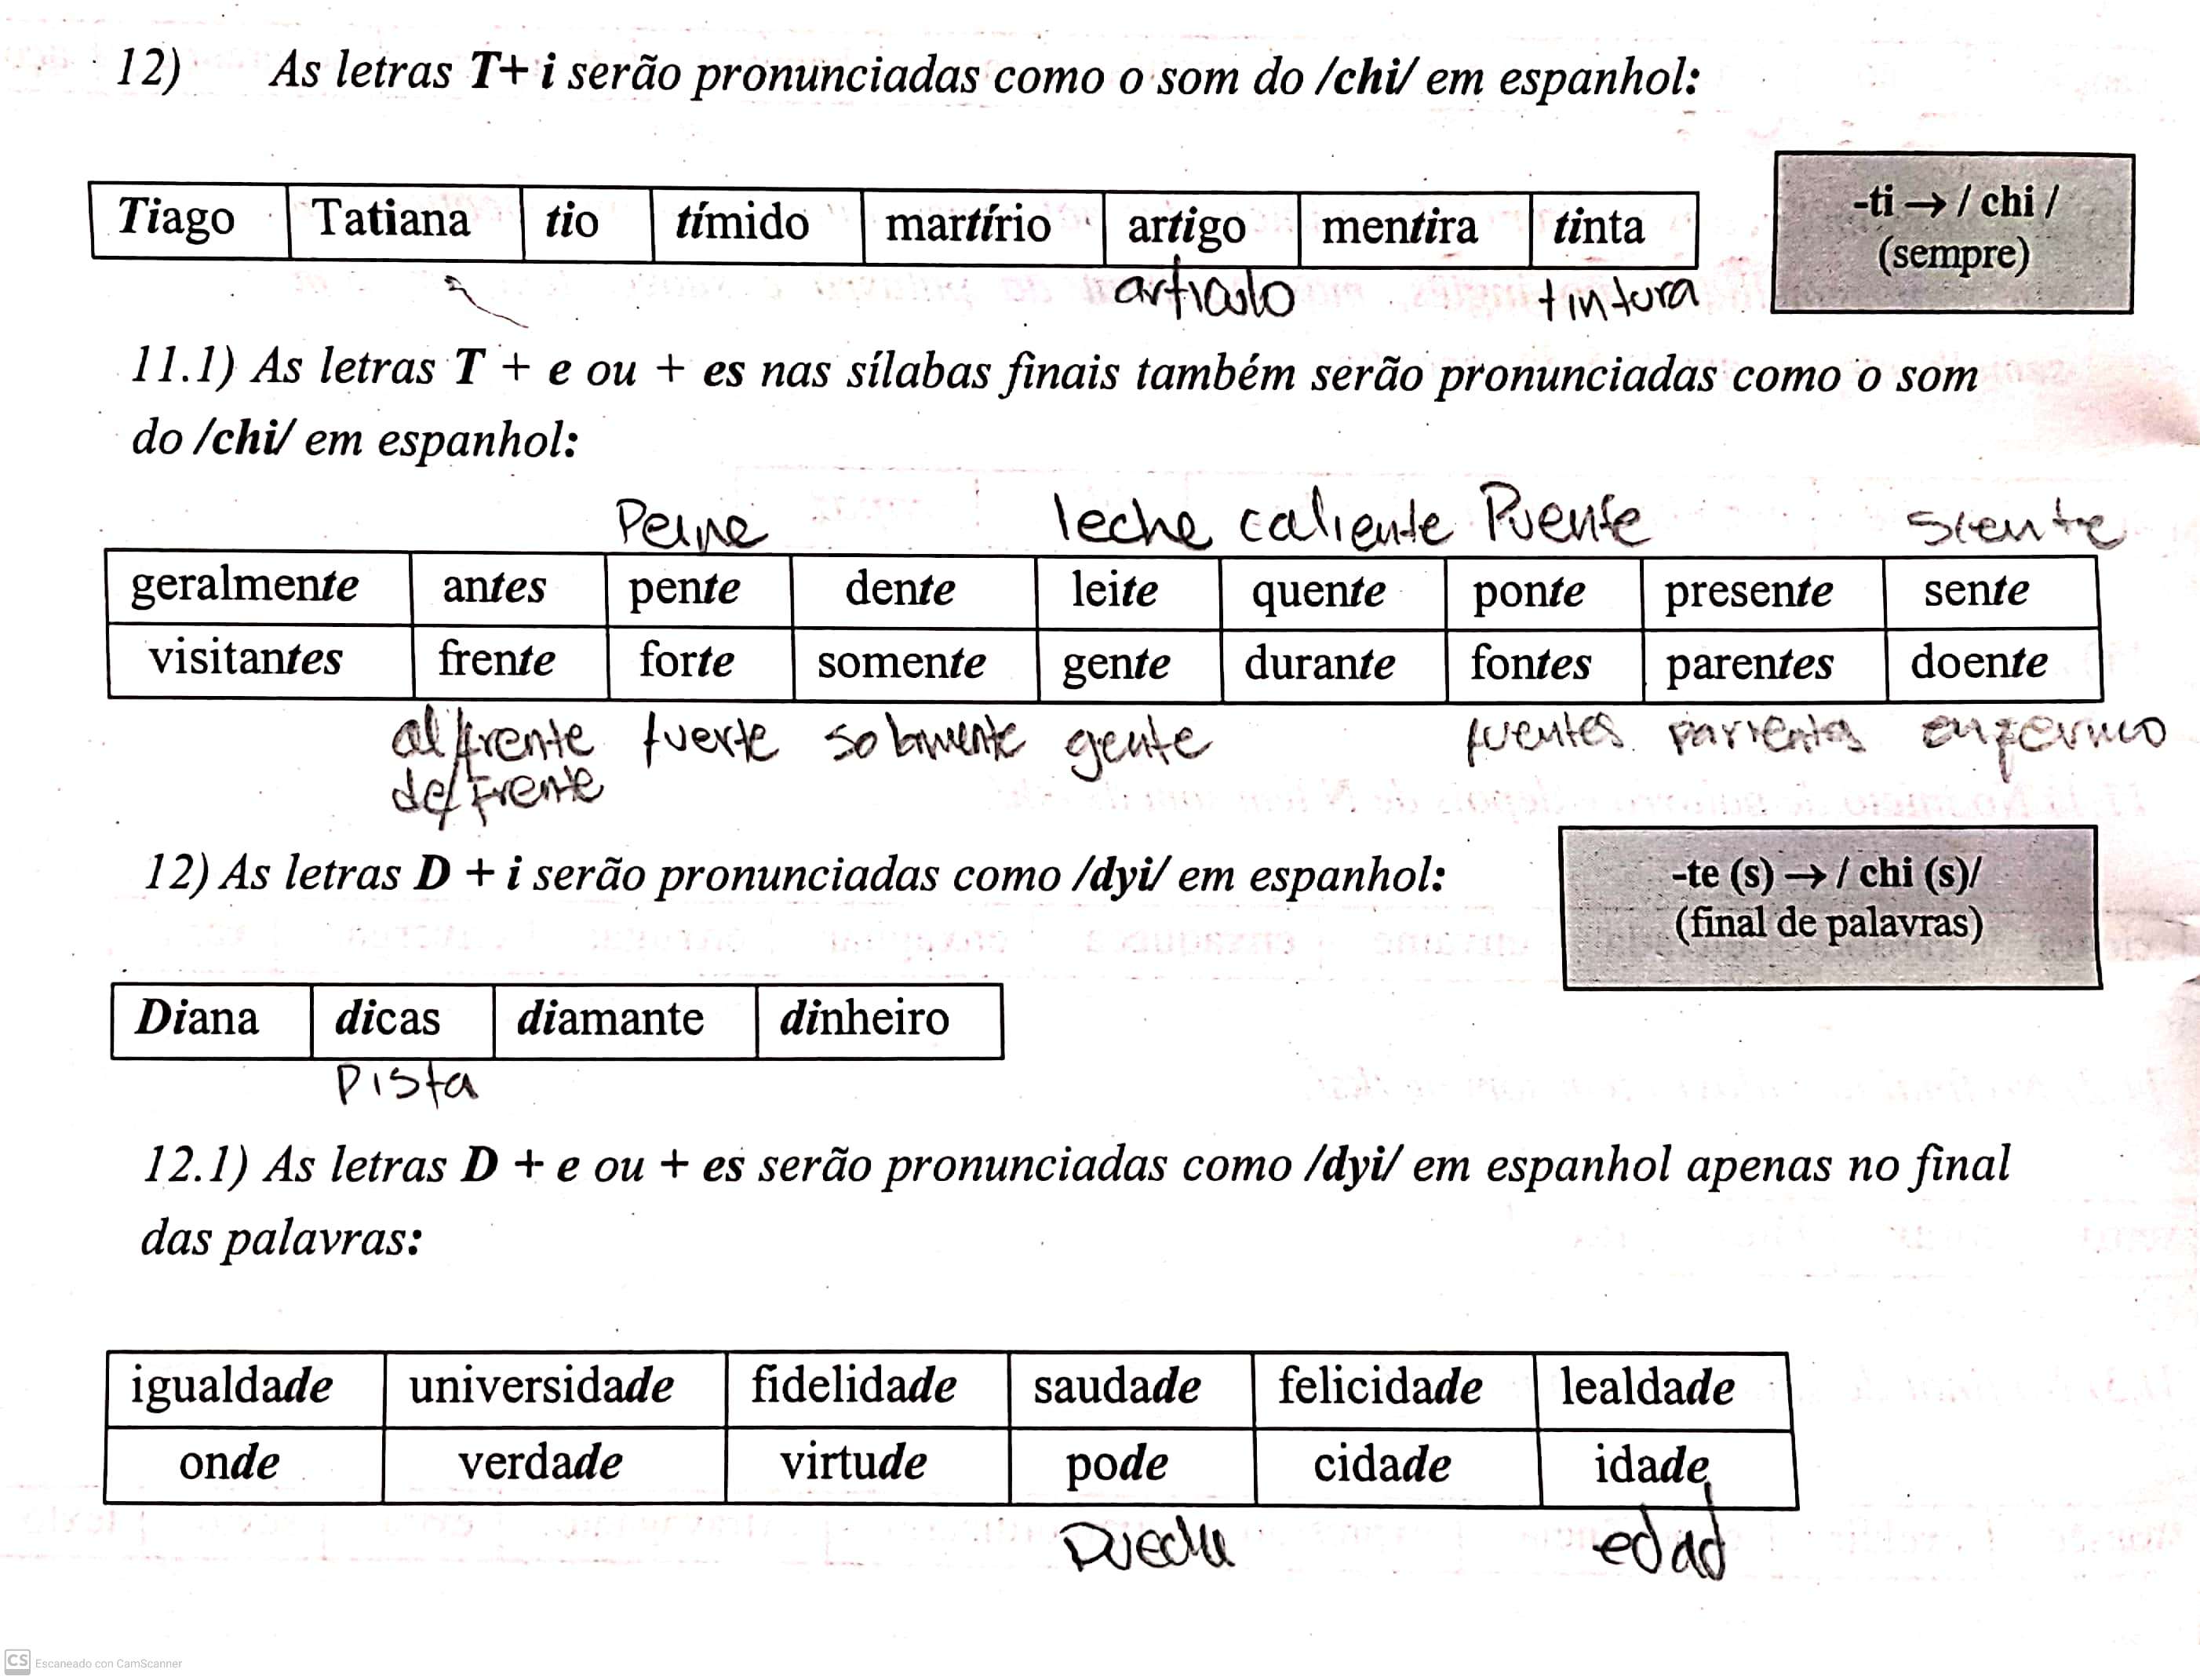 12) As letras T+ i serão pronunciadas como o som do /chi/ em espanhol:
-ti → / chi /
(sempre)
Tiago Tatiana tio tímido martírio artigo mentira tinta
articulo tintura
11.1) As letras T + e ou + es nas sílabas finais também serão pronunciadas como o som
do /chi/ em espanhol:
Peine leche caliente Puente siente
geralmente antes pente dente leite quente ponte presente sente
visitantes frente forte somente gente durante fontes parentes doente
al frente fuerte solamente gente fuentes parientes enfermo
de frente
12) As letras D + i serão pronunciadas como /dyi/ em espanhol:
-te (s) → / chi (s)/
(final de palavras)
Diana dicas diamante dinheiro
Pista
12.1) As letras D + e ou + es serão pronunciadas como /dyi/ em espanhol apenas no final
das palavras:
igualdade universidade fidelidade saudade felicidade lealdade
onde verdade virtude pode cidade idade
Puede edad
CS Escaneado con CamScanner